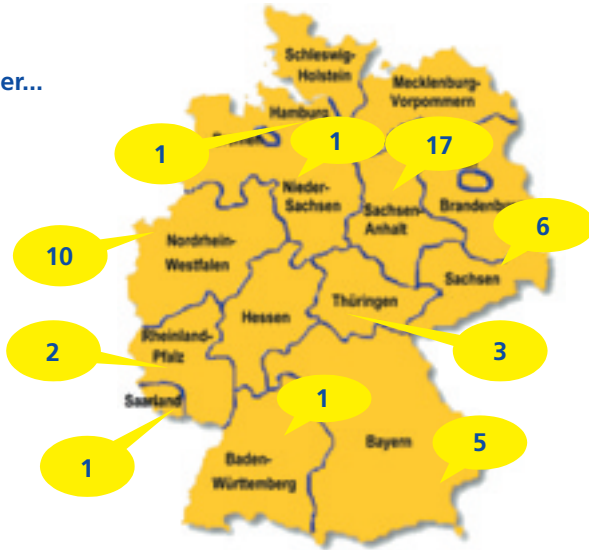 er...
Schleswig-
Holstein
Mecklenburg-
Vorpommern
Hamburg
1
1
17
Nieder-
Sachsen
Sachsen-
Anhalt
6
10
Nordrhein-
Westfalen
Sachsen
Hessen
Thüringen
Rheinland-
Pfalz
2
3
Saarland
1
1
Bayern
5
Baden-
Württemberg